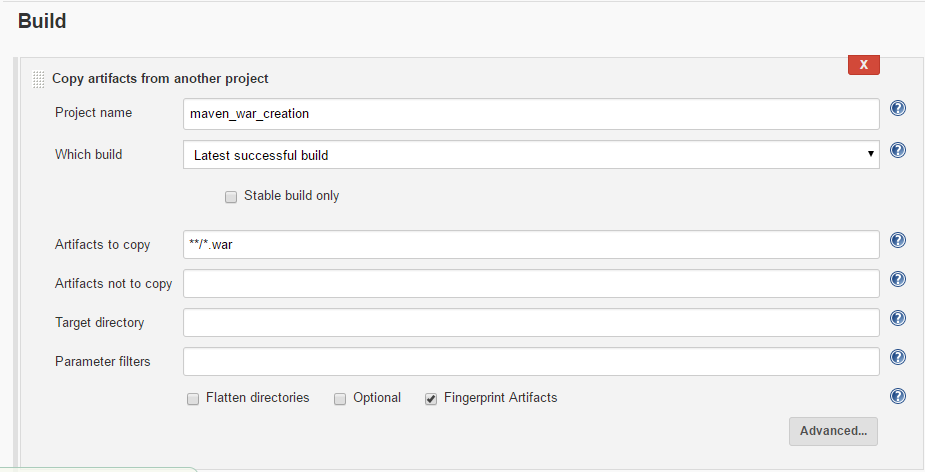 Build
X
Copy artifacts from another project
Project name maven_war_creation ?
Which build Latest successful build ?
Stable build only
Artifacts to copy **/*.war ?
Artifacts not to copy ?
Target directory ?
Parameter filters ?
Flatten directories Optional Fingerprint Artifacts ?
Advanced...